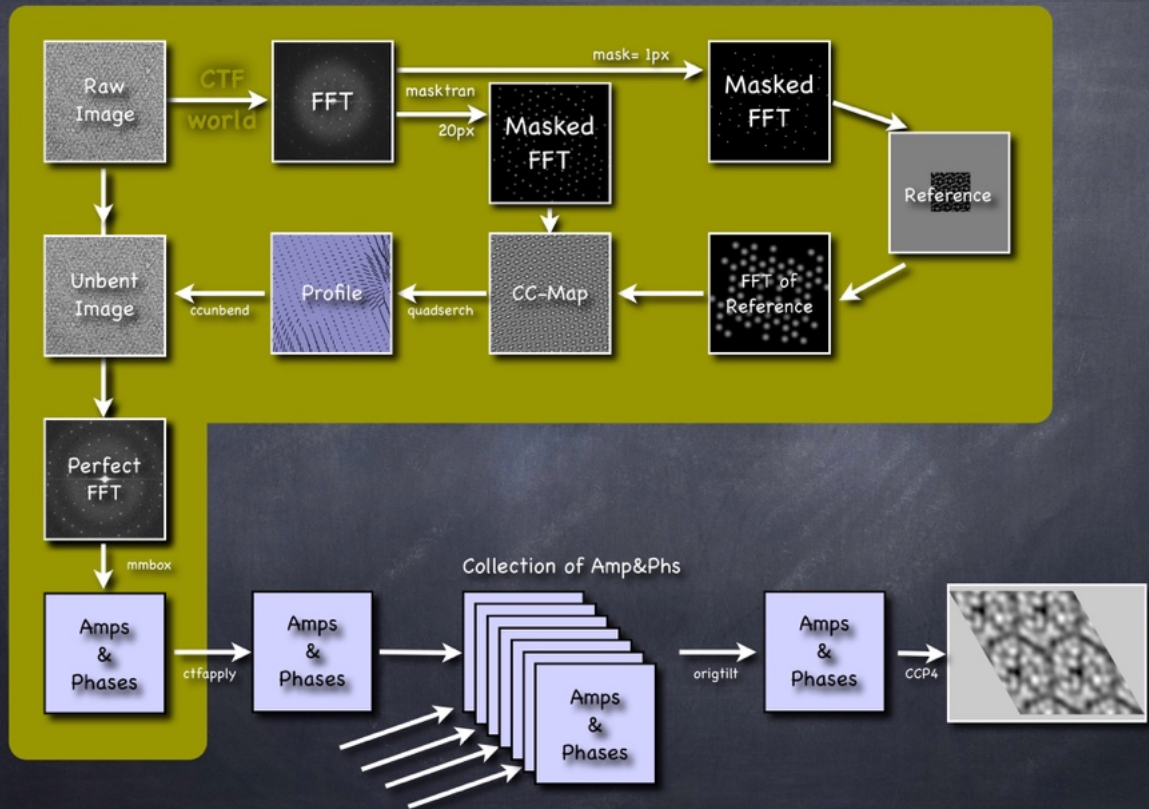 Raw
Image
CTF
world
FFT
mask= 1px
masktran
20px
Masked
FFT
Masked
FFT
Reference
Unbent
Image
ccunbend
Profile
quadserch
CC-Map
FFT of
Reference
Perfect
FFT
mmbox
Collection of Amp&Phs
Amps
&
Phases
ctfapply
Amps
&
Phases
Amps
&
Phases
origtilt
Amps
&
Phases
CCP4